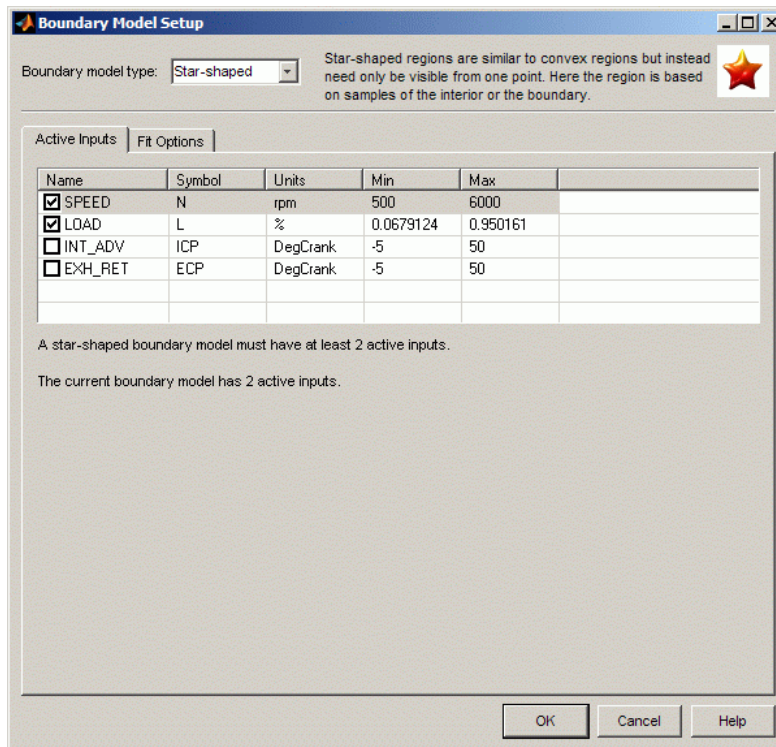 Boundary Model Setup
Boundary model type: Star-shaped
Star-shaped regions are similar to convex regions but instead
need only be visible from one point. Here the region is based
on samples of the interior or the boundary.
Active Inputs Fit Options
Name Symbol Units Min Max
SPEED N rpm 500 6000
LOAD L % 0.0679124 0.950161
INT_ADV ICP DegCrank -5 50
EXH_RET ECP DegCrank -5 50
A star-shaped boundary model must have at least 2 active inputs.
The current boundary model has 2 active inputs.
OK Cancel Help